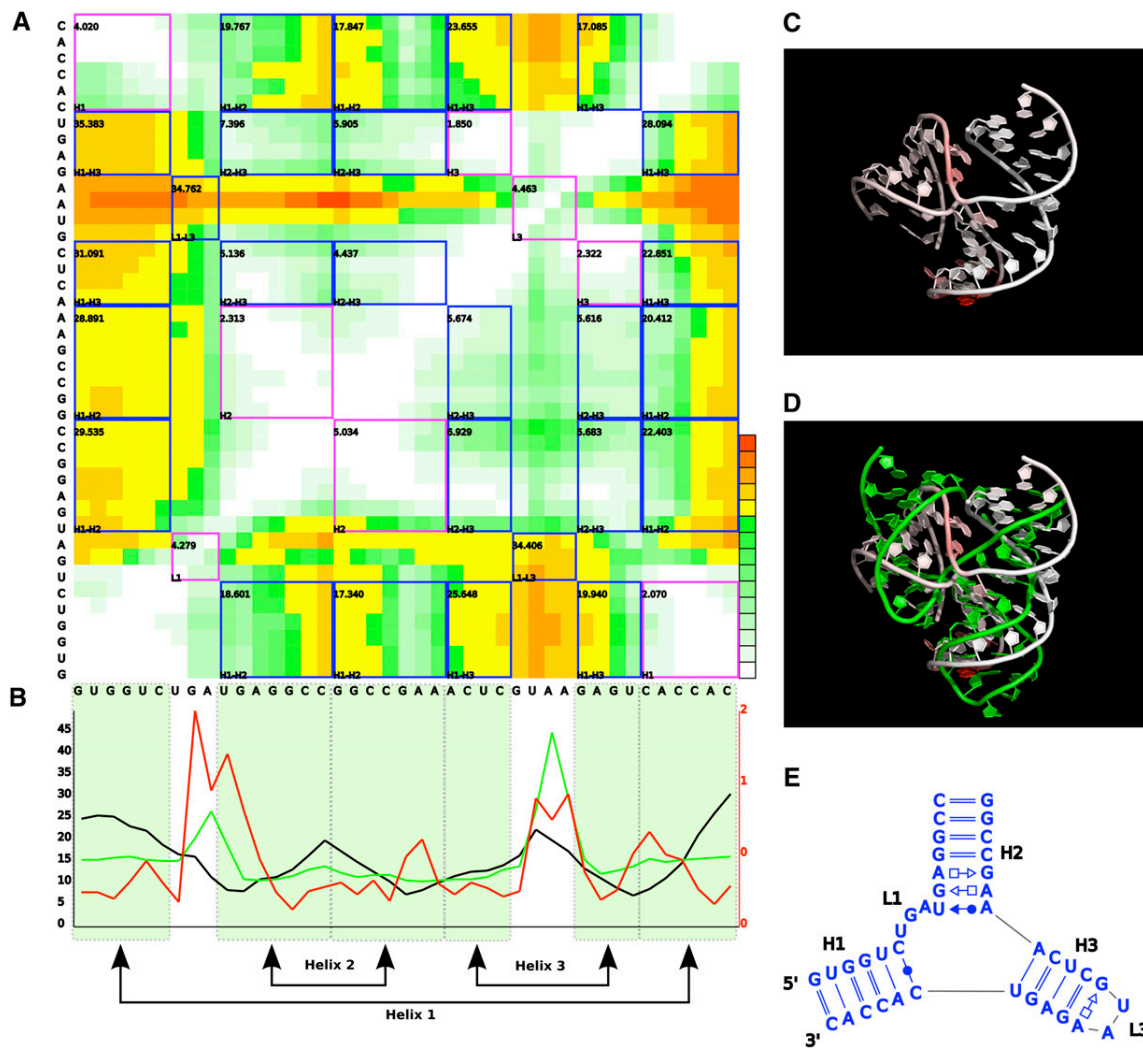 A
C
A
C
C
A
C
U
G
A
G
A
A
U
G
C
U
C
A
A
A
G
C
C
G
G
C
C
G
G
A
G
U
A
G
U
C
U
G
G
U
G
4.020 19.767 17.847 23.655 17.085
H1 H1-H2 H1-H2 H1-H3 H1-H3
35.383 7.396 5.905 1.850 28.094
H1-H3 H2-H3 H2-H3 H3 H1-H3
34.762 4.463
L1-L3 L3
31.091 5.136 4.437 2.322 22.851
H1-H3 H2-H3 H2-H3 H3 H1-H3
28.891 2.313 5.674 5.616 20.412
H1-H2 H2 H2-H3 H2-H3 H1-H2
29.535 5.034 6.929 5.683 22.403
H1-H2 H2 H2-H3 H2-H3 H1-H2
4.279 34.406
L1 L1-L3
18.601 17.340 25.648 19.940 2.070
H1-H2 H1-H2 H1-H3 H1-H3 H1
B
G U G G U C U G A U G A G G C C G G C C G A A A C U C G U A A G A G U C A C C A C
45
40
35
30
25
20
15
10
5
0
2
1
0
0
Helix 2
Helix 3
Helix 1
C
D
E
C G
C G
G C
G C
A G
G A
U A
H2
L1
A
G
U
H1
5' G U G G U C
3' C A C C A C
H3
A C U C G
U G A G A
U
A
L3